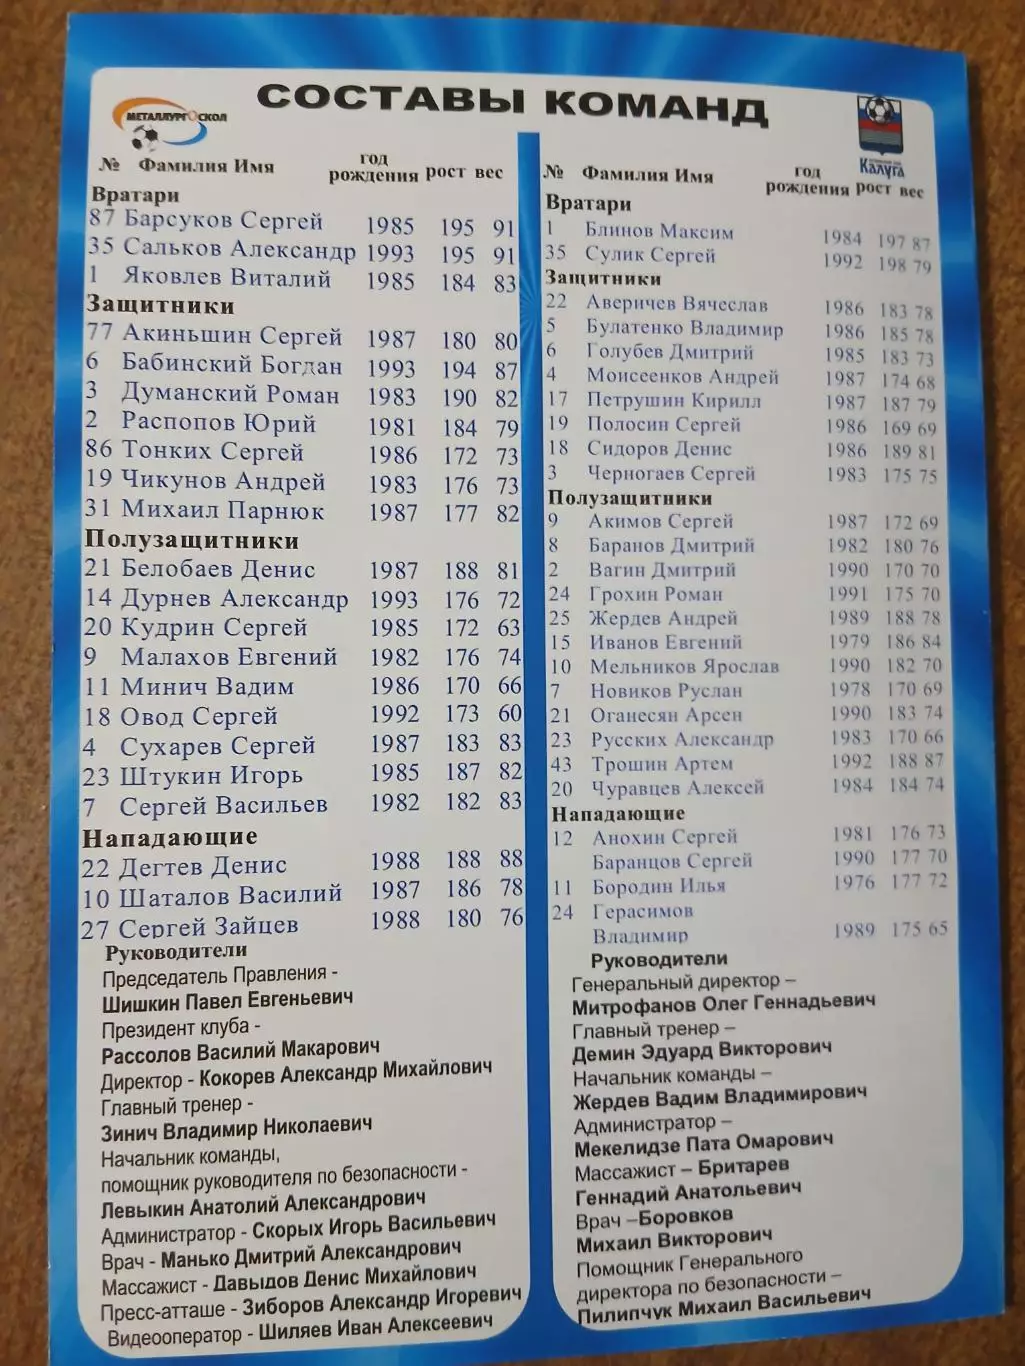 СОСТАВЫ КОМАНД
МЕТАЛЛУРГ ОСКОЛ
№ Фамилия Имя год рождения рост вес
Вратари
87 Барсуков Сергей 1985 195 91
35 Сальков Александр 1993 195 91
1 Яковлев Виталий 1985 184 83
Защитники
77 Акиньшин Сергей 1987 180 80
6 Бабинский Богдан 1993 194 87
3 Думанский Роман 1983 190 82
2 Распопов Юрий 1981 184 79
86 Тонких Сергей 1986 172 73
19 Чикунов Андрей 1983 176 73
31 Михаил Парнюк 1987 177 82
Полузащитники
21 Белобаев Денис 1987 188 81
14 Дурнев Александр 1993 176 72
20 Кудрин Сергей 1985 172 63
9 Малахов Евгений 1982 176 74
11 Минич Вадим 1986 170 66
18 Овод Сергей 1992 173 60
4 Сухарев Сергей 1987 183 83
23 Штукин Игорь 1985 187 82
7 Сергей Васильев 1982 182 83
Нападающие
22 Дегтев Денис 1988 188 88
10 Шаталов Василий 1987 186 78
27 Сергей Зайцев 1988 180 76
Руководители
Председатель Правления -
Шишкин Павел Евгеньевич
Президент клуба -
Рассолов Василий Макарович
Директор - Кокорев Александр Михайлович
Главный тренер -
Зинич Владимир Николаевич
Начальник команды,
помощник руководителя по безопасности -
Левыкин Анатолий Александрович
Администратор - Скорых Игорь Васильевич
Врач - Манько Дмитрий Александрович
Массажист - Давыдов Денис Михайлович
Пресс-атташе - Зиборов Александр Игоревич
Видеооператор - Шиляев Иван Алексеевич
Калуга
№ Фамилия Имя год рождения рост вес
Вратари
1 Блинов Максим 1984 197 87
35 Сулик Сергей 1992 198 79
Защитники
22 Аверичев Вячеслав 1986 183 78
5 Булатенко Владимир 1986 185 78
6 Голубев Дмитрий 1985 183 73
4 Моисеенков Андрей 1987 174 68
17 Петрушин Кирилл 1987 187 79
19 Полосин Сергей 1986 169 69
18 Сидоров Денис 1986 189 81
3 Черногаев Сергей 1983 175 75
Полузащитники
9 Акимов Сергей 1987 172 69
8 Баранов Дмитрий 1982 180 76
2 Вагин Дмитрий 1990 170 70
24 Грохин Роман 1991 175 70
25 Жердев Андрей 1989 188 78
15 Иванов Евгений 1979 186 84
10 Мельников Ярослав 1990 182 70
7 Новиков Руслан 1978 170 69
21 Оганесян Арсен 1990 183 74
23 Русских Александр 1983 170 66
43 Трошин Артем 1992 188 87
20 Чуравцев Алексей 1984 184 74
Нападающие
12 Анохин Сергей 1981 176 73
Баранцов Сергей 1990 177 70
11 Бородин Илья 1976 177 72
24 Герасимов
Владимир 1989 175 65
Руководители
Генеральный директор –
Митрофанов Олег Геннадьевич
Главный тренер –
Демин Эдуард Викторович
Начальник команды –
Жердев Вадим Владимирович
Администратор –
Мекелидзе Пата Омарович
Массажист – Бритарев
Геннадий Анатольевич
Врач –Боровков
Михаил Викторович
Помощник Генерального
директора по безопасности –
Пилипчук Михаил Васильевич